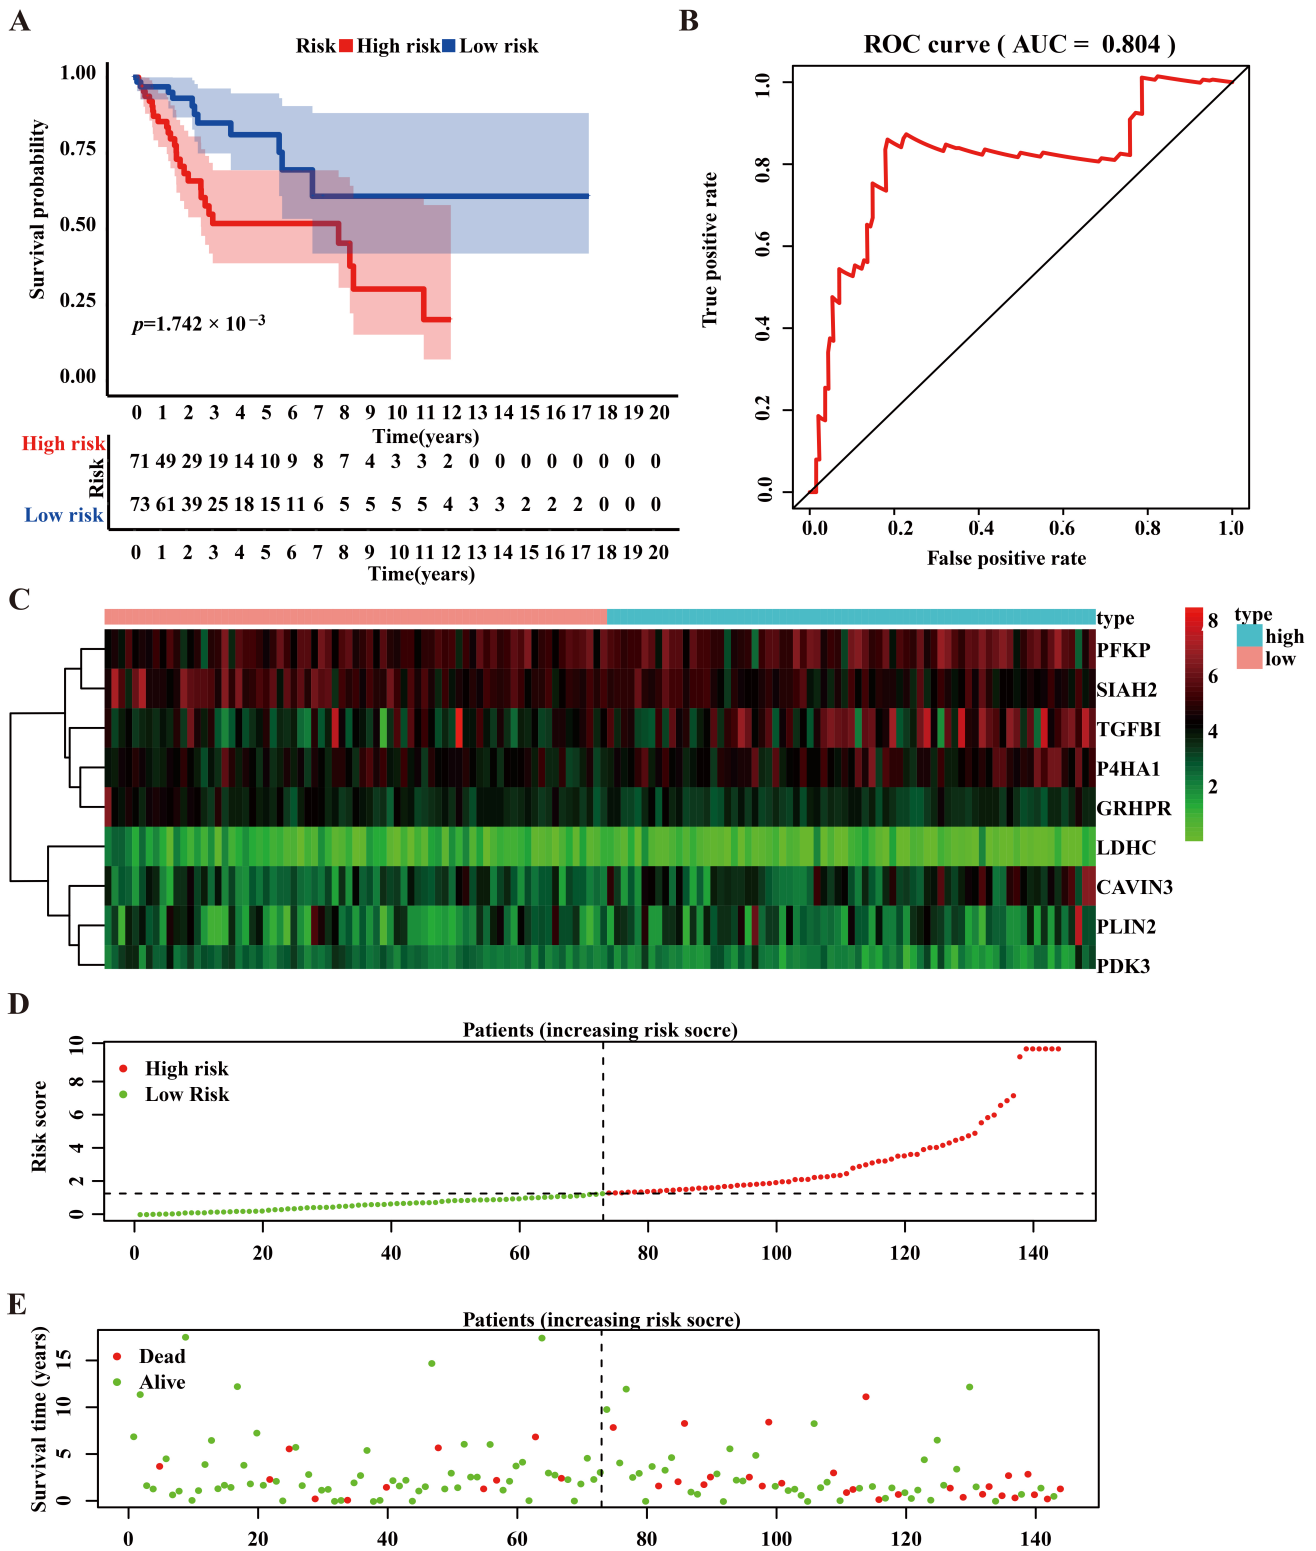 A
Risk High risk Low risk
1.00
0.75
0.50
0.25
0.00
Survival probability
p=1.742 × 10⁻³
0 1 2 3 4 5 6 7 8 9 10 11 12 13 14 15 16 17 18 19 20
Time(years)
High risk
Low risk
Risk
71 49 29 19 14 10 9 8 7 4 3 3 2 0 0 0 0 0 0 0 0
73 61 39 25 18 15 11 6 5 5 5 5 4 3 3 2 2 2 0 0 0
0 1 2 3 4 5 6 7 8 9 10 11 12 13 14 15 16 17 18 19 20
Time(years)
B
ROC curve ( AUC = 0.804 )
1.0
0.8
0.6
0.4
0.2
0.0
True positive rate
0.0 0.2 0.4 0.6 0.8 1.0
False positive rate
C
type
PFKP
SIAH2
TGFBI
P4HA1
GRHPR
LDHC
CAVIN3
PLIN2
PDK3
8
6
4
2
type
high
low
D
Patients (increasing risk socre)
10
8
6
4
2
0
Risk score
High risk
Low Risk
0 20 40 60 80 100 120 140
E
Patients (increasing risk socre)
15
10
5
0
Survival time (years)
Dead
Alive
0 20 40 60 80 100 120 140